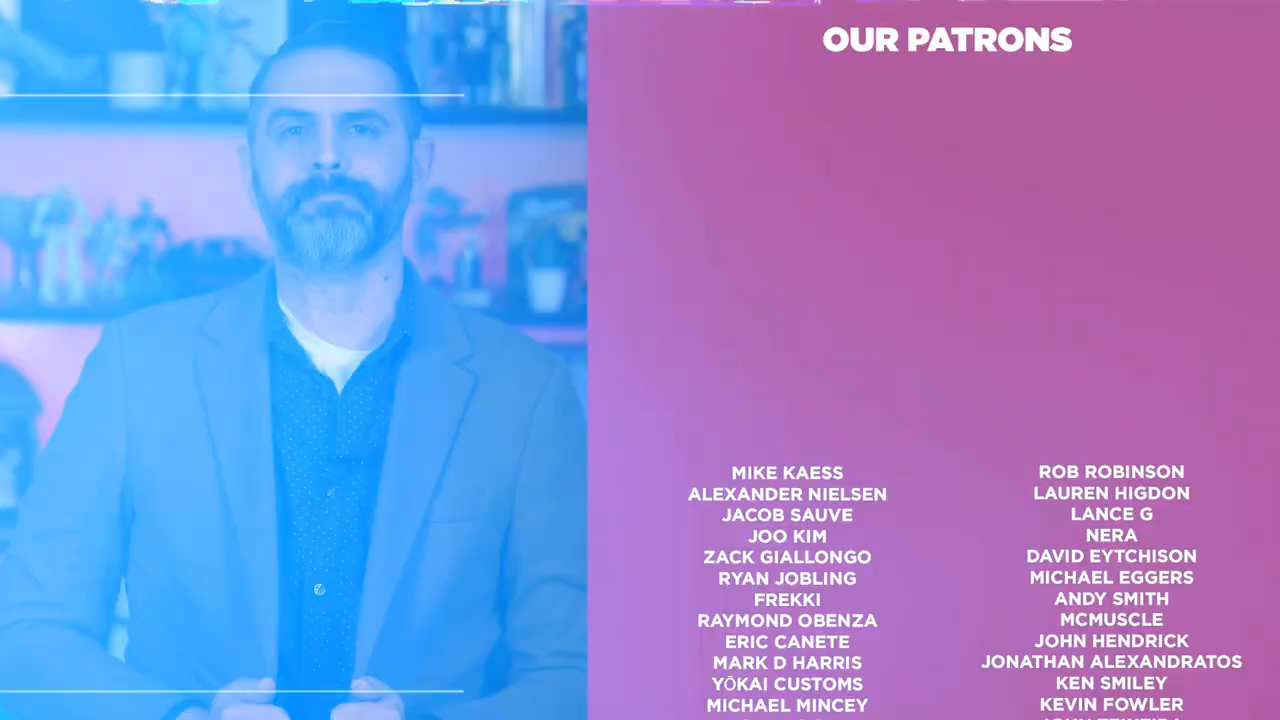 OUR PATRONS
MIKE KAESS
ALEXANDER NIELSEN
JACOB SAUVE
JOO KIM
ZACK GIALLONGO
RYAN JOBLING
FREKKI
RAYMOND OBENZA
ERIC CANETE
MARK D HARRIS
YŌKAI CUSTOMS
MICHAEL MINCEY
ROB ROBINSON
LAUREN HIGDON
LANCE G
NERA
DAVID EYTCHISON
MICHAEL EGGERS
ANDY SMITH
MCMUSCLE
JOHN HENDRICK
JONATHAN ALEXANDRATOS
KEN SMILEY
KEVIN FOWLER